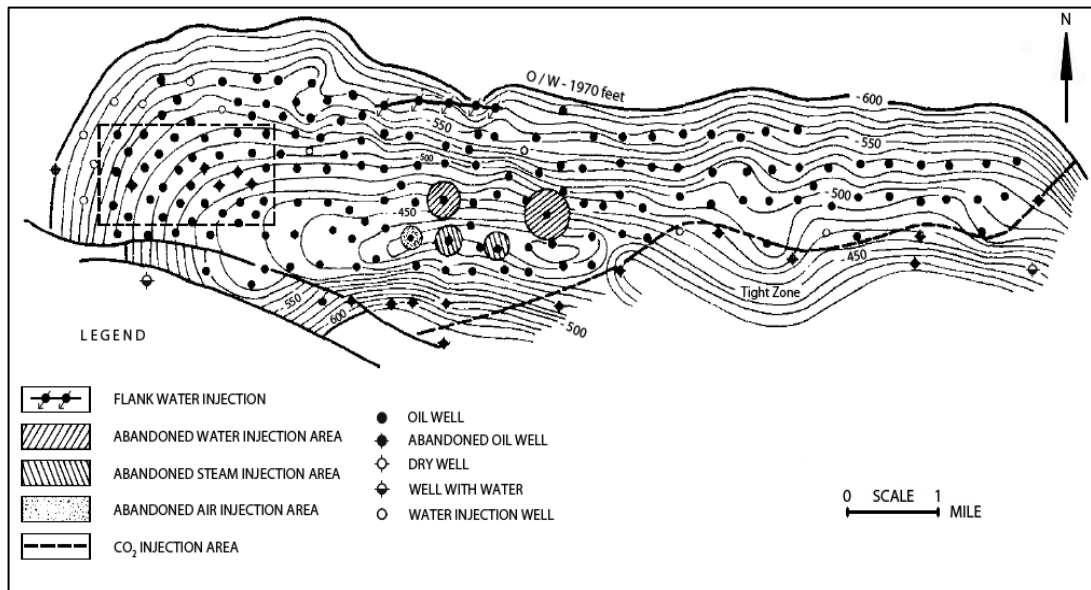 N
O / W - 1970 feet
- 600
- 550
- 550
- 500
- 500
- 450
450
Tight Zone
- 550
- 600
- 500
LEGEND
FLANK WATER INJECTION
ABANDONED WATER INJECTION AREA
ABANDONED STEAM INJECTION AREA
ABANDONED AIR INJECTION AREA
CO₂ INJECTION AREA
OIL WELL
ABANDONED OIL WELL
DRY WELL
WELL WITH WATER
WATER INJECTION WELL
0 SCALE 1
MILE